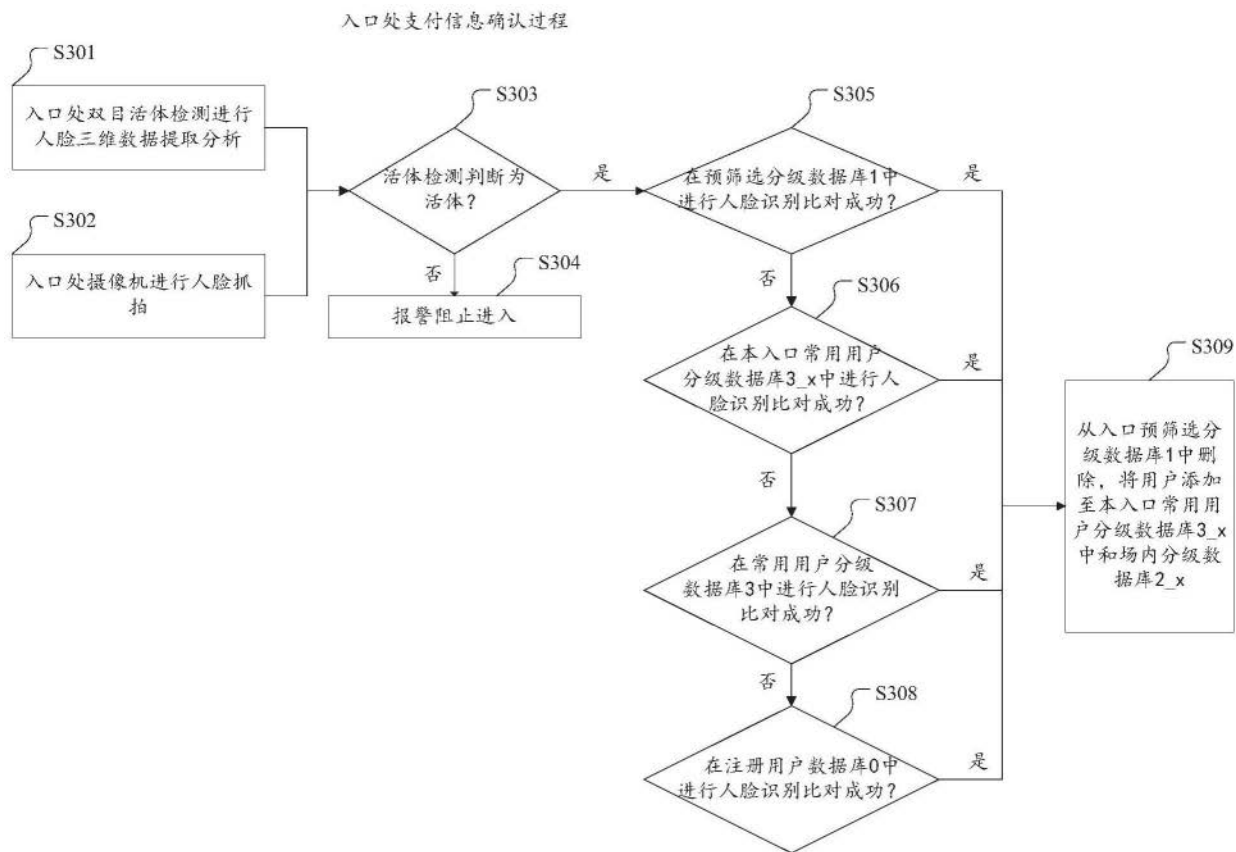 入口处支付信息确认过程
S301
入口处双目活体检测进行
人脸三维数据提取分析
S302
入口处摄像机进行人脸抓
拍
S303
活体检测判断为
活体？
是
否
S304
报警阻止进入
S305
在预筛选分级数据库1中
进行人脸识别比对成功？
是
否
S306
在本入口常用用户
分级数据库3_x中进行人
脸识别比对成功？
是
否
S307
在常用用户分级
数据库3中进行人脸识别
比对成功？
是
否
S308
在注册用户数据库0中
进行人脸识别比对成功？
是
S309
从入口预筛选分
级数据库1中删
除，将用户添加
至本入口常用用
户分级数据库3_x
中和场内分级数
据库2_x